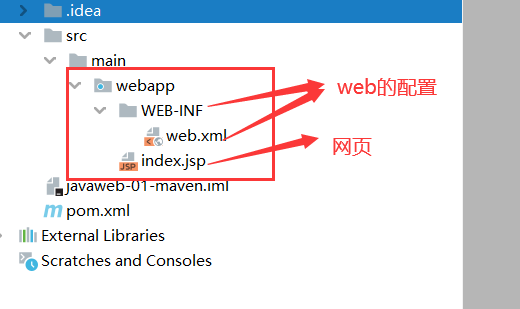 .idea
src
main
webapp
WEB-INF
web.xml
index.jsp
javaweb-01-maven.iml
pom.xml
External Libraries
Scratches and Consoles
web的配置
网页
JSP